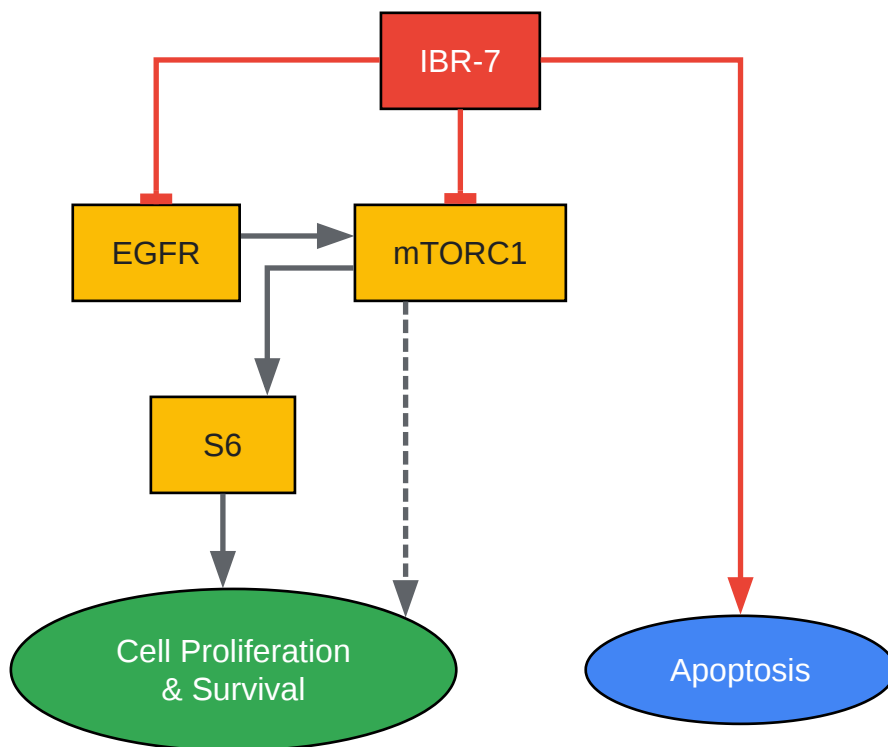 IBR-7
EGFR
mTORC1
S6
Cell Proliferation
& Survival
Apoptosis